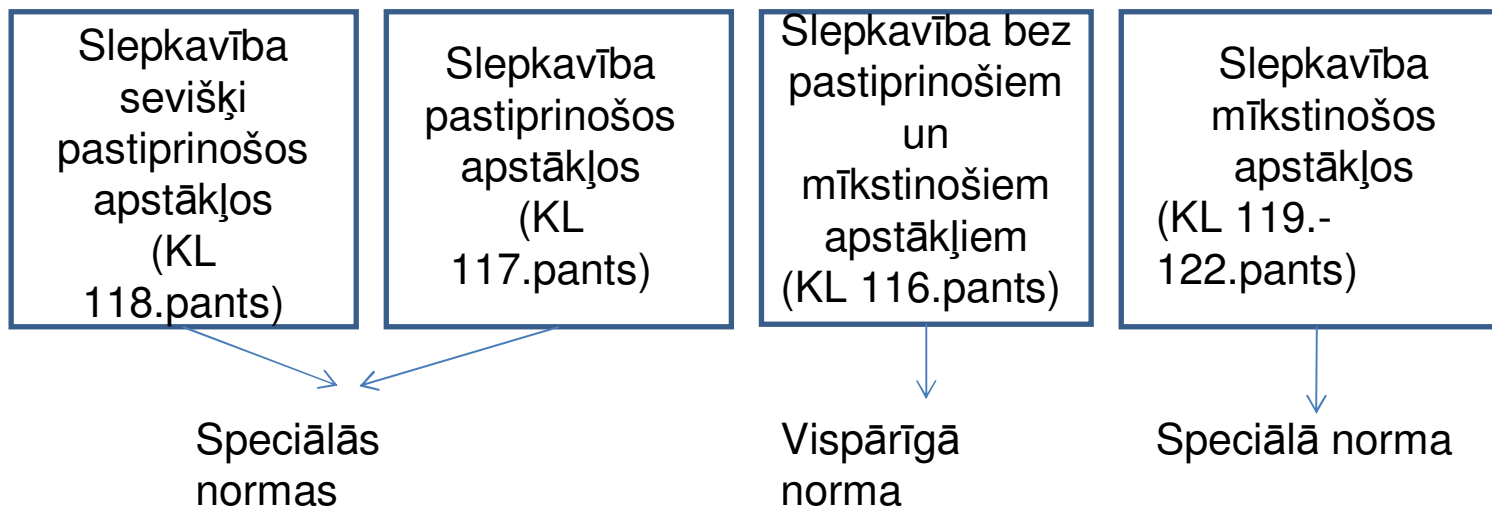 Slepkavība
sevišķi
pastiprinošos
apstākļos
(KL
118.pants)
Slepkavība
pastiprinošos
apstākļos
(KL
117.pants)
Slepkavība bez
pastiprinošiem
un
mīkstinošiem
apstākļiem
(KL 116.pants)
Slepkavība
mīkstinošos
apstākļos
(KL 119.-
122.pants)
Speciālās
normas
Vispārīgā
norma
Speciālā norma